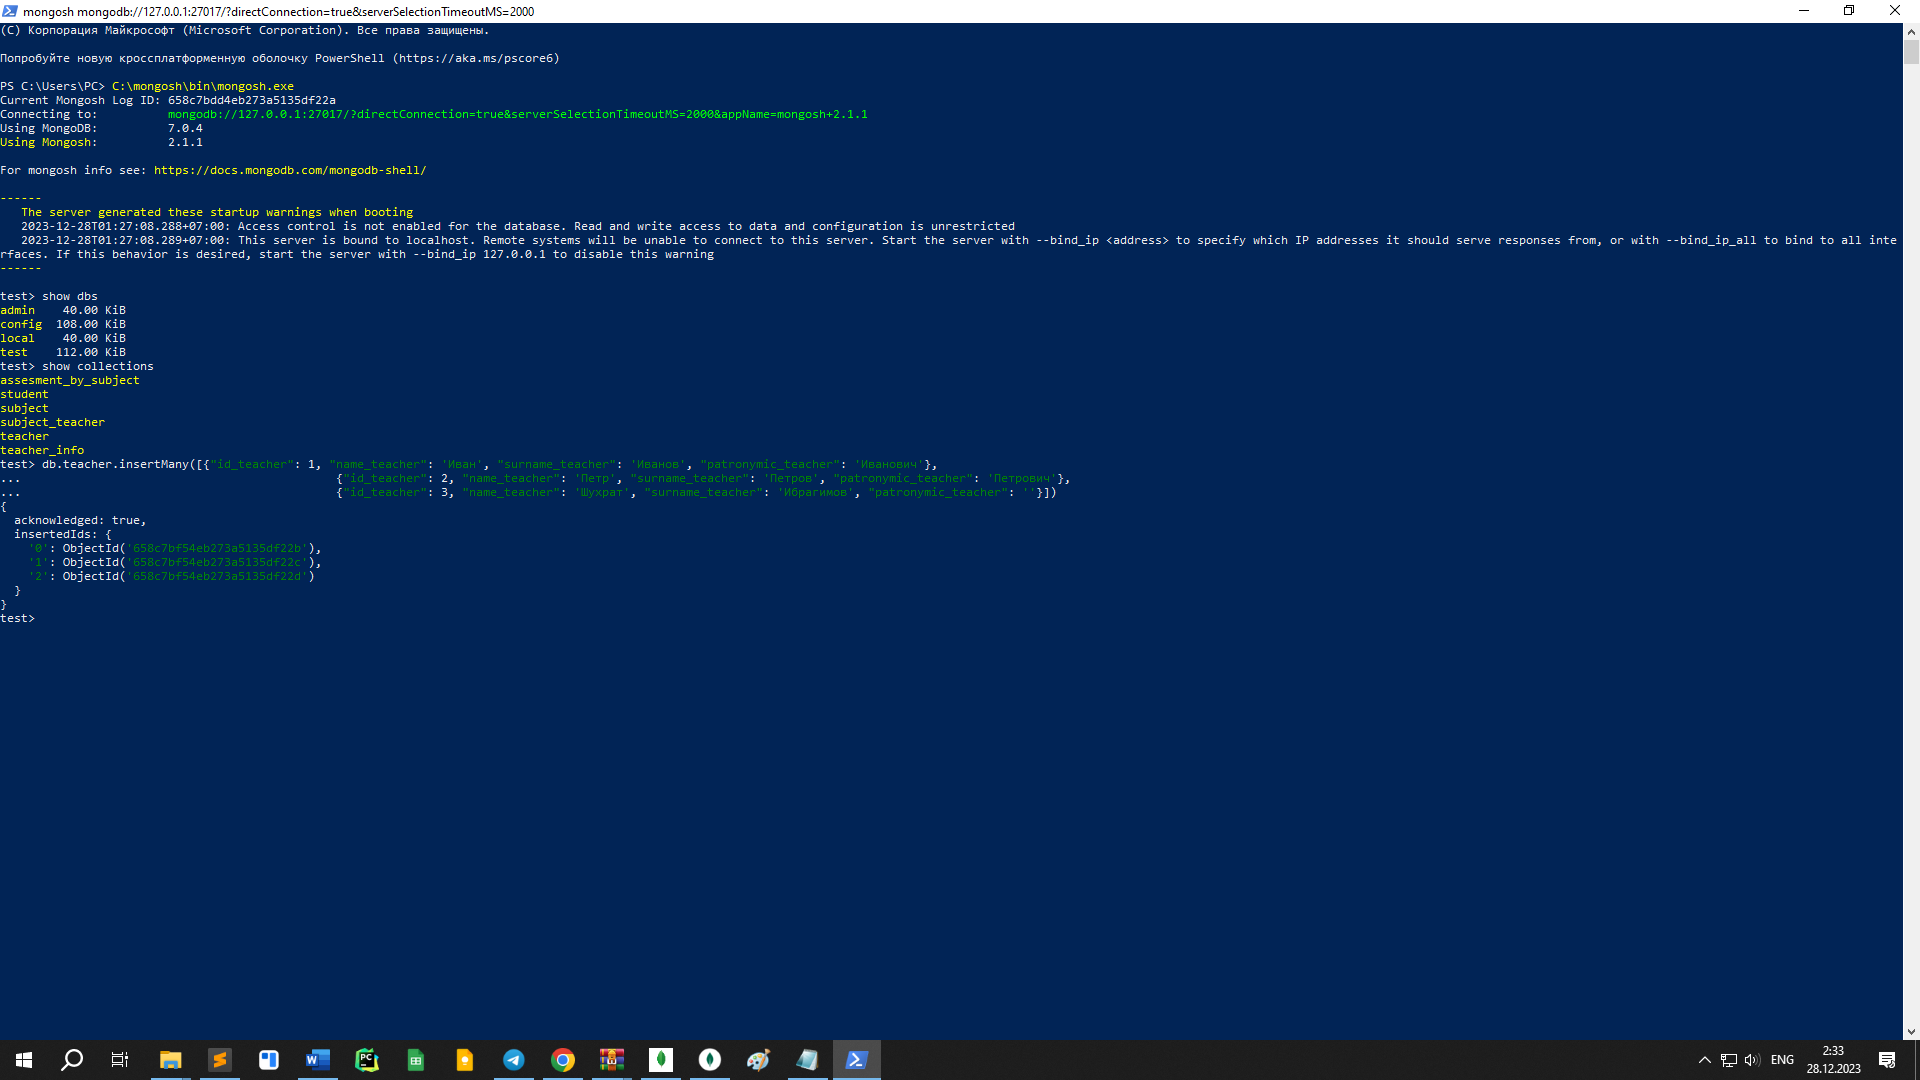 mongosh mongodb://127.0.0.1:27017/?directConnection=true&serverSelectionTimeoutMS=2000
(C) Корпорация Майкрософт (Microsoft Corporation). Все права защищены.
Попробуйте новую кроссплатформенную оболочку PowerShell (https://aka.ms/pscore6)
PS C:\Users\PC> C:\mongosh\bin\mongosh.exe
Current Mongosh Log ID: 658c7bdd4eb273a5135df22a
Connecting to:          mongodb://127.0.0.1:27017/?directConnection=true&serverSelectionTimeoutMS=2000&appName=mongosh+2.1.1
Using MongoDB:          7.0.4
Using Mongosh:          2.1.1
For mongosh info see: https://docs.mongodb.com/mongodb-shell/
------
   The server generated these startup warnings when booting
   2023-12-28T01:27:08.288+07:00: Access control is not enabled for the database. Read and write access to data and configuration is unrestricted
   2023-12-28T01:27:08.289+07:00: This server is bound to localhost. Remote systems will be unable to connect to this server. Start the server with --bind_ip <address> to specify which IP addresses it should serve responses from, or with --bind_ip_all to bind to all inte
rfaces. If this behavior is desired, start the server with --bind_ip 127.0.0.1 to disable this warning
------
test> show dbs
admin    40.00 KiB
config  108.00 KiB
local    40.00 KiB
test    112.00 KiB
test> show collections
assesment_by_subject
student
subject
subject_teacher
teacher
teacher_info
test> db.teacher.insertMany([{"id_teacher": 1, "name_teacher": 'Иван', "surname_teacher": 'Иванов', "patronymic_teacher": 'Иванович'},
...                                             {"id_teacher": 2, "name_teacher": 'Петр', "surname_teacher": 'Петров', "patronymic_teacher": 'Петрович'},
...                                             {"id_teacher": 3, "name_teacher": 'Шухрат', "surname_teacher": 'Ибрагимов', "patronymic_teacher": ''}])
{
  acknowledged: true,
  insertedIds: {
    '0': ObjectId('658c7bf54eb273a5135df22b'),
    '1': ObjectId('658c7bf54eb273a5135df22c'),
    '2': ObjectId('658c7bf54eb273a5135df22d')
  }
}
test>
ENG
2:33
28.12.2023